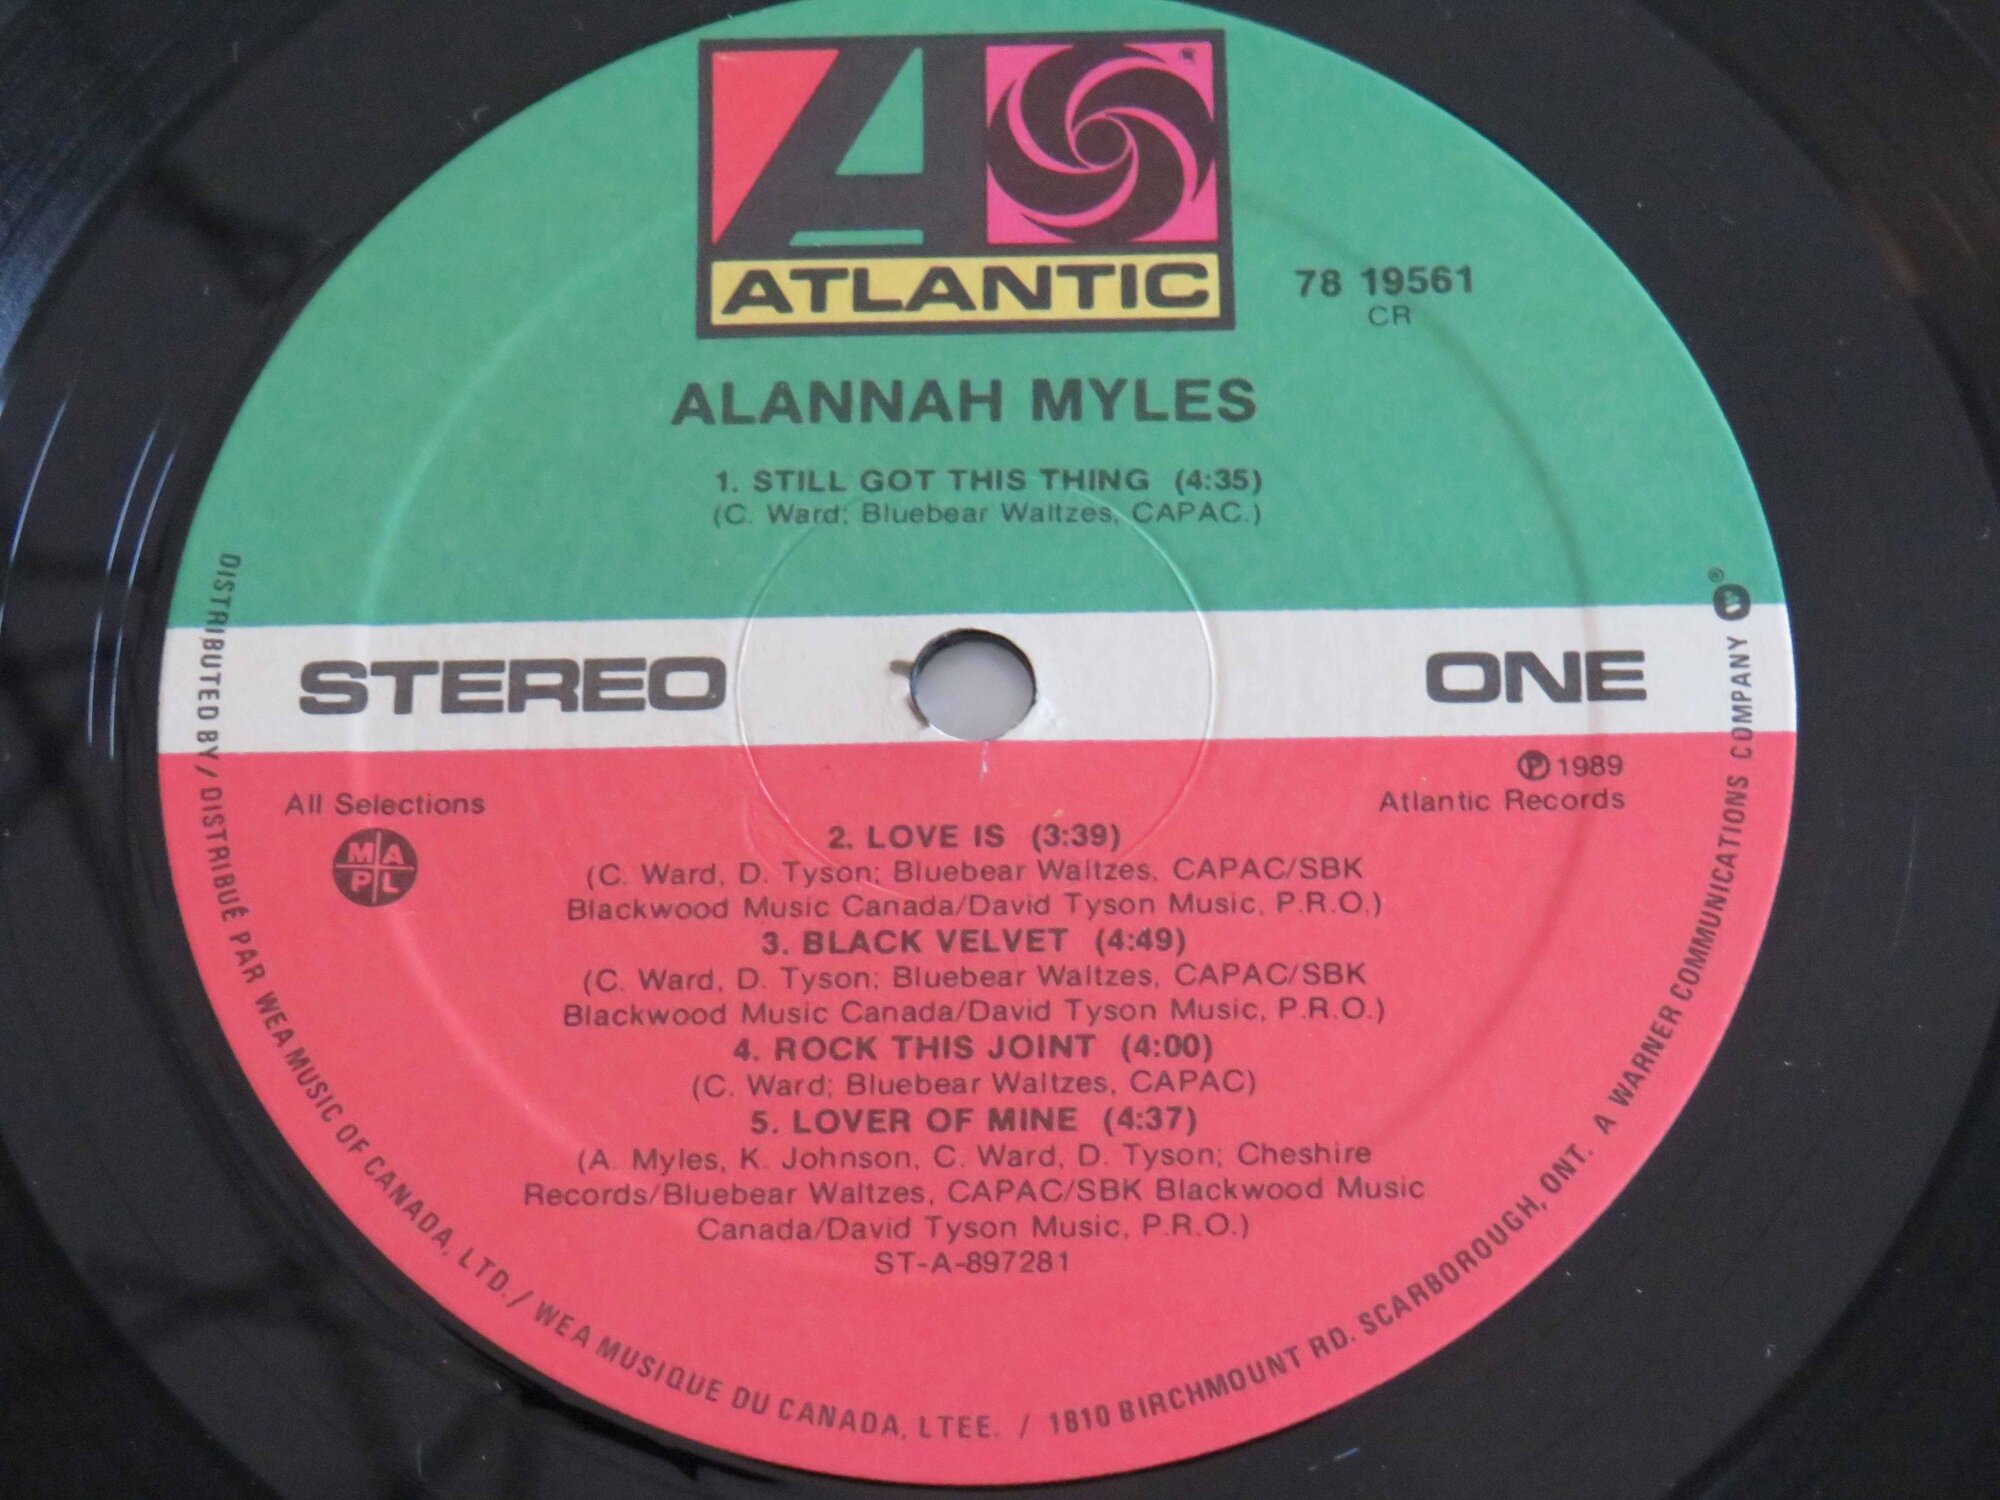 ATLANTIC
78 19561
CR
ALANNAH MYLES
1. STILL GOT THIS THING (4:35)
(C. Ward; Bluebear Waltzes, CAPAC.)
STEREO
ONE
All Selections
M A
P L
℗ 1989
Atlantic Records
2. LOVE IS (3:39)
(C. Ward, D. Tyson; Bluebear Waltzes, CAPAC/SBK
Blackwood Music Canada/David Tyson Music, P.R.O.)
3. BLACK VELVET (4:49)
(C. Ward, D. Tyson; Bluebear Waltzes, CAPAC/SBK
Blackwood Music Canada/David Tyson Music, P.R.O.)
4. ROCK THIS JOINT (4:00)
(C. Ward; Bluebear Waltzes, CAPAC)
5. LOVER OF MINE (4:37)
(A. Myles, K. Johnson, C. Ward, D. Tyson; Cheshire
Records/Bluebear Waltzes, CAPAC/SBK Blackwood Music
Canada/David Tyson Music, P.R.O.)
ST-A-897281
DISTRIBUTED BY / DISTRIBUÉ PAR WEA MUSIC OF CANADA, LTD. / WEA MUSIQUE DU CANADA, LTEE. / 1810 BIRCHMOUNT RD. SCARBOROUGH, ONT. A WARNER COMMUNICATIONS COMPANY W®